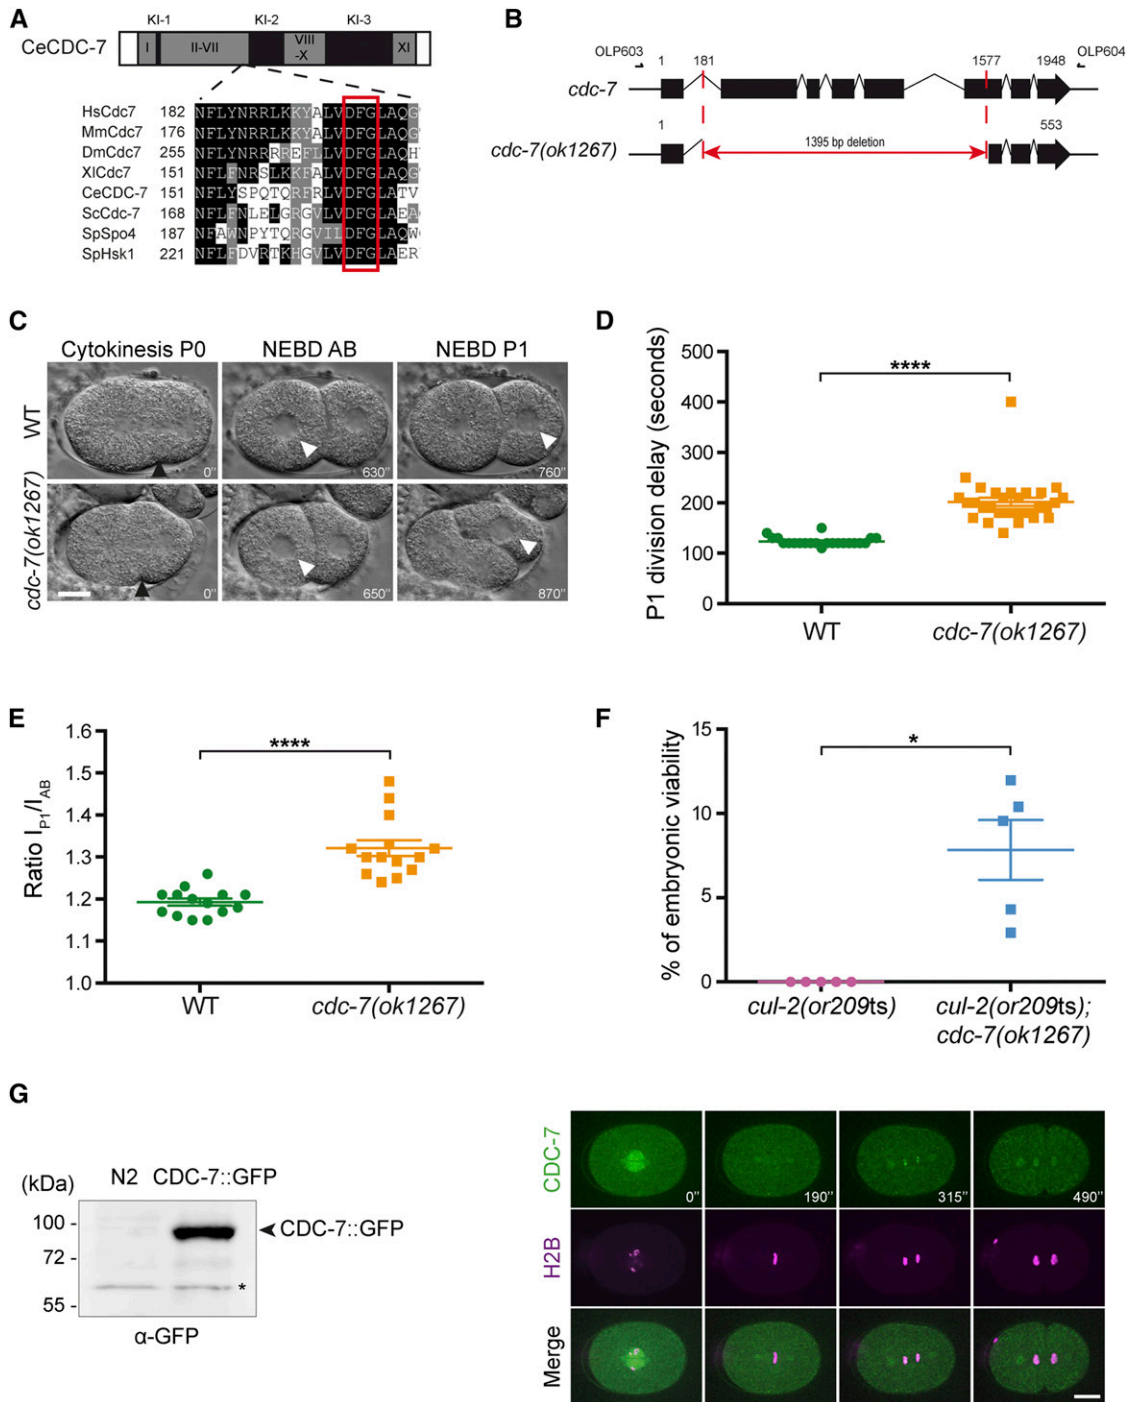 A
KI-1 KI-2 KI-3
CeCDC-7 I II-VII VIII -X XI
HsCdc7 182 NFLYNRRLKKYALVDFGLAQG
MmCdc7 176 NFLYNRRLKKYALVDFGLAQG
DmCdc7 255 NFLYNRRRREFLLVDFGLAQH
XlCdc7 151 NFLFNRSLKKFALVDFGLAQG
CeCDC-7 151 NFLYSPQTQRFRLVDFGLATV
ScCdc-7 168 NFLFNLELGRGVLVDFGLAEA
SpSpo4 187 NFAWNPYTQRGVILDFGLAQW
SpHsk1 221 NFLFDVRTKHGVLVDFGLAER
B
OLP603 1 181 1577 1948 OLP604
cdc-7
1 553
cdc-7(ok1267) 1395 bp deletion
C
Cytokinesis P0 NEBD AB NEBD P1
WT
0" 630" 760"
cdc-7(ok1267)
0" 650" 870"
D
P1 division delay (seconds)
500
400
300
200
100
0
****
WT cdc-7(ok1267)
E
Ratio IP1/IAB
1.6
1.5
1.4
1.3
1.2
1.1
1.0
****
WT cdc-7(ok1267)
F
% of embryonic viability
15
10
5
0
*
cul-2(or209ts) cul-2(or209ts);
cdc-7(ok1267)
G
N2 CDC-7::GFP
(kDa)
100 -
72 -
55 -
CDC-7::GFP
*
α-GFP
CDC-7
0" 190" 315" 490"
H2B
Merge